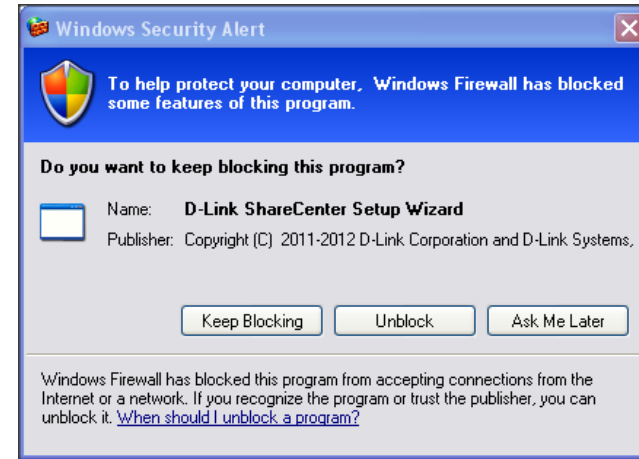 Windows Security Alert
To help protect your computer, Windows Firewall has blocked
some features of this program.
Do you want to keep blocking this program?
Name: D-Link ShareCenter Setup Wizard
Publisher: Copyright (C) 2011-2012 D-Link Corporation and D-Link Systems,
Keep Blocking Unblock Ask Me Later
Windows Firewall has blocked this program from accepting connections from the
Internet or a network. If you recognize the program or trust the publisher, you can
unblock it. When should I unblock a program?